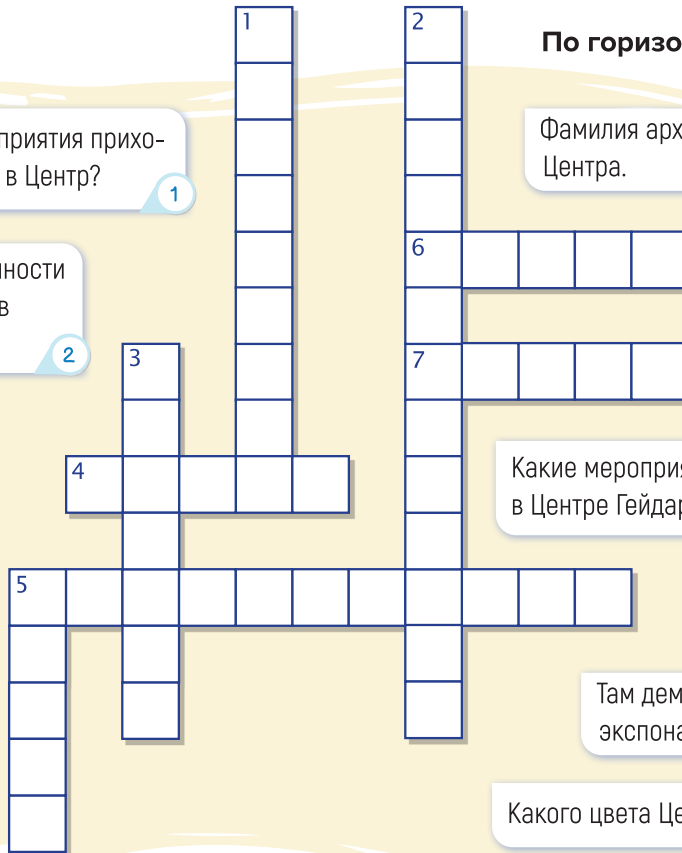 1
2
По горизо
приятия прихо-
в Центр?
1
Фамилия арх
Центра.
6
ности
в
2
3
7
4
Какие меропри
в Центре Гейда
5
Там дем
экспона
Какого цвета Це